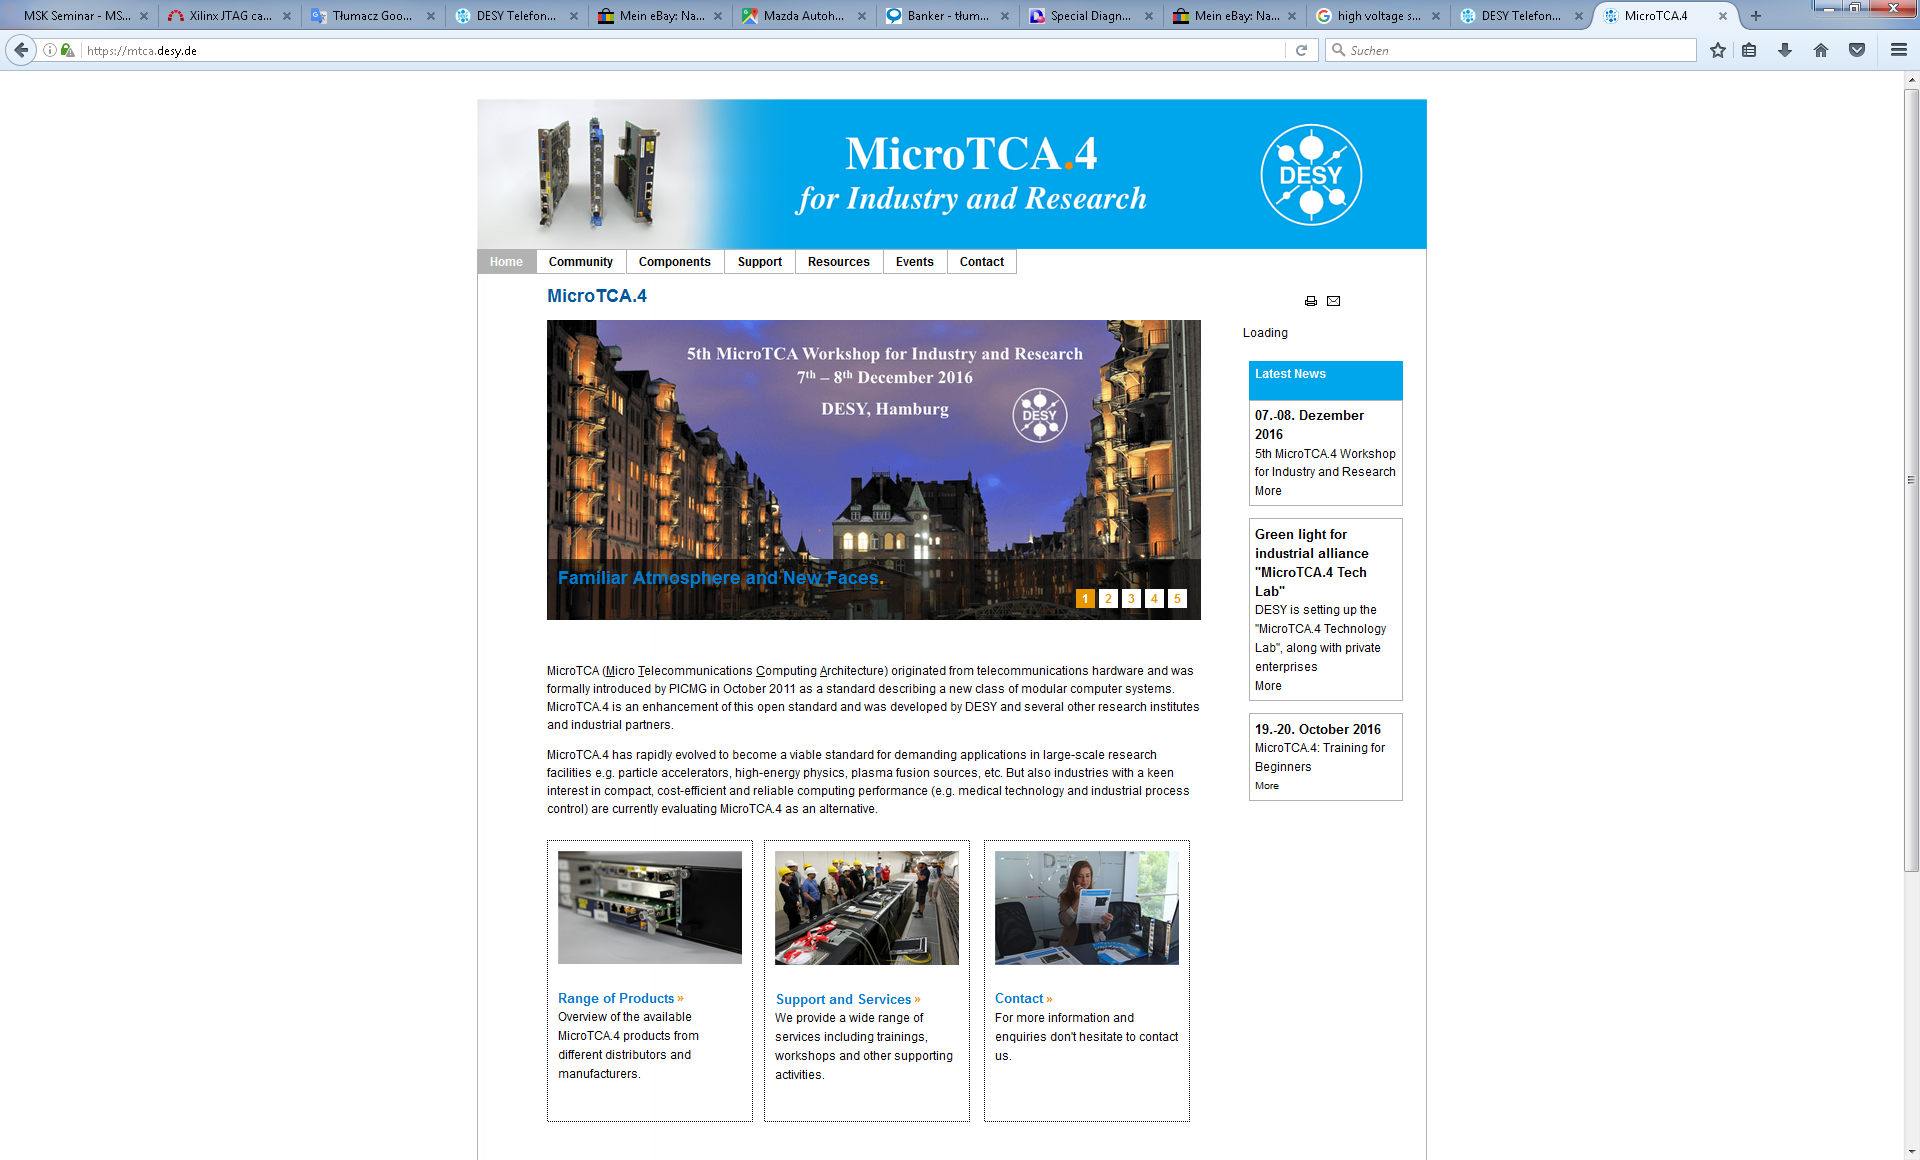 MSK Seminar - MS...
Xilinx JTAG ca...
Tłumacz Goo...
DESY Telefon...
Mein eBay: Na...
Mazda Autoh...
Banker - tłum...
Special Diagn...
Mein eBay: Na...
high voltage s...
DESY Telefon...
MicroTCA.4
https://mtca.desy.de
Suchen
MicroTCA.4
for Industry and Research
DESY
Home
Community
Components
Support
Resources
Events
Contact
MicroTCA.4
5th MicroTCA Workshop for Industry and Research
7th – 8th December 2016
DESY, Hamburg
DESY
Familiar Atmosphere and New Faces.
1 2 3 4 5
MicroTCA (Micro Telecommunications Computing Architecture) originated from telecommunications hardware and was
formally introduced by PICMG in October 2011 as a standard describing a new class of modular computer systems.
MicroTCA.4 is an enhancement of this open standard and was developed by DESY and several other research institutes
and industrial partners.
MicroTCA.4 has rapidly evolved to become a viable standard for demanding applications in large-scale research
facilities e.g. particle accelerators, high-energy physics, plasma fusion sources, etc. But also industries with a keen
interest in compact, cost-efficient and reliable computing performance (e.g. medical technology and industrial process
control) are currently evaluating MicroTCA.4 as an alternative.
Range of Products »
Overview of the available
MicroTCA.4 products from
different distributors and
manufacturers.
Support and Services »
We provide a wide range of
services including trainings,
workshops and other supporting
activities.
Contact »
For more information and
enquiries don't hesitate to contact
us.
Loading
Latest News
07.-08. Dezember
2016
5th MicroTCA.4 Workshop
for Industry and Research
More
Green light for
industrial alliance
"MicroTCA.4 Tech
Lab"
DESY is setting up the
"MicroTCA.4 Technology
Lab", along with private
enterprises
More
19.-20. October 2016
MicroTCA.4: Training for
Beginners
More